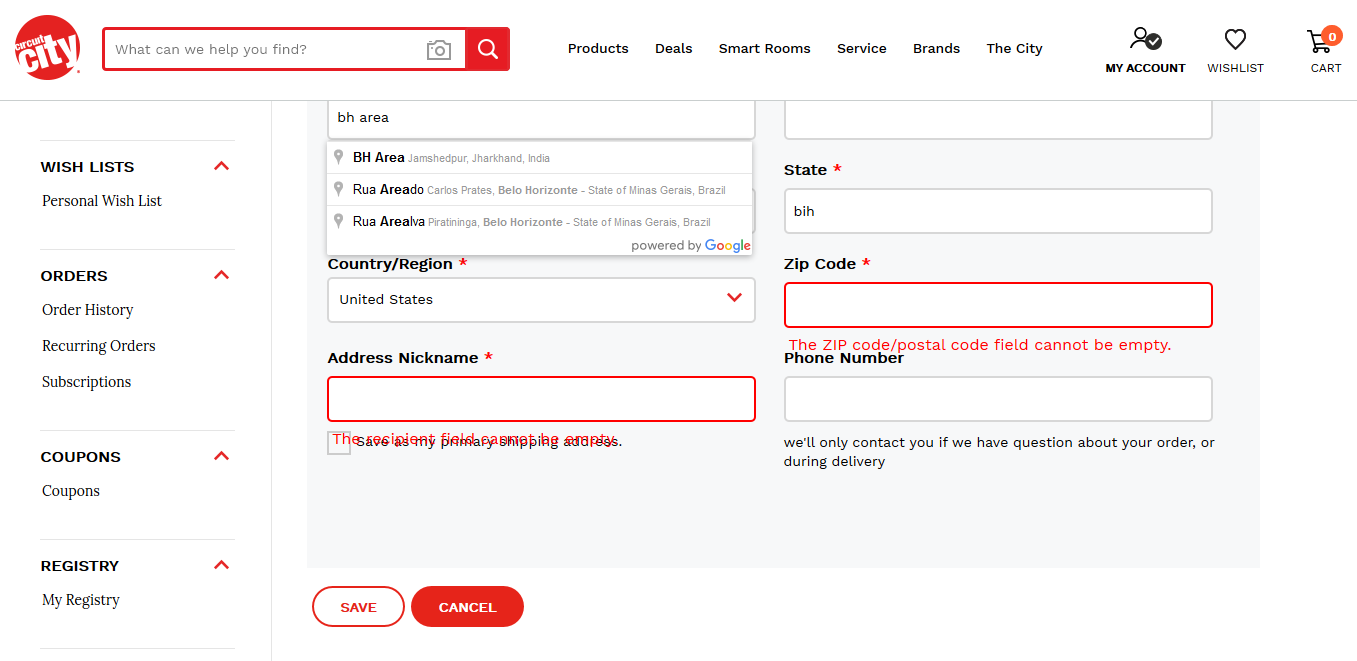 circuit city
What can we help you find?
Products
Deals
Smart Rooms
Service
Brands
The City
MY ACCOUNT
WISHLIST
0
CART
WISH LISTS
Personal Wish List
ORDERS
Order History
Recurring Orders
Subscriptions
COUPONS
Coupons
REGISTRY
My Registry
bh area
BH Area Jamshedpur, Jharkhand, India
Rua Areado Carlos Prates, Belo Horizonte - State of Minas Gerais, Brazil
Rua Arealva Piratininga, Belo Horizonte - State of Minas Gerais, Brazil
powered by Google
State *
bih
Country/Region *
United States
Zip Code *
The ZIP code/postal code field cannot be empty.
Address Nickname *
The recipient field cannot be empty.
Save as my primary shipping address.
Phone Number
we'll only contact you if we have question about your order, or
during delivery
SAVE
CANCEL